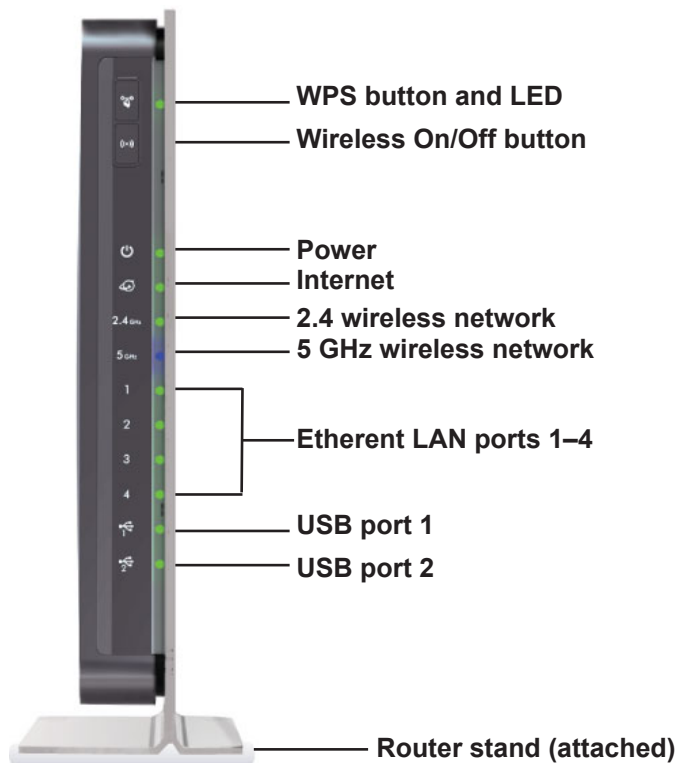 WPS button and LED
Wireless On/Off button
Power
Internet
2.4 GHz
2.4 wireless network
5 GHz
5 GHz wireless network
1
2
Etherent LAN ports 1–4
3
4
1
USB port 1
2
USB port 2
Router stand (attached)